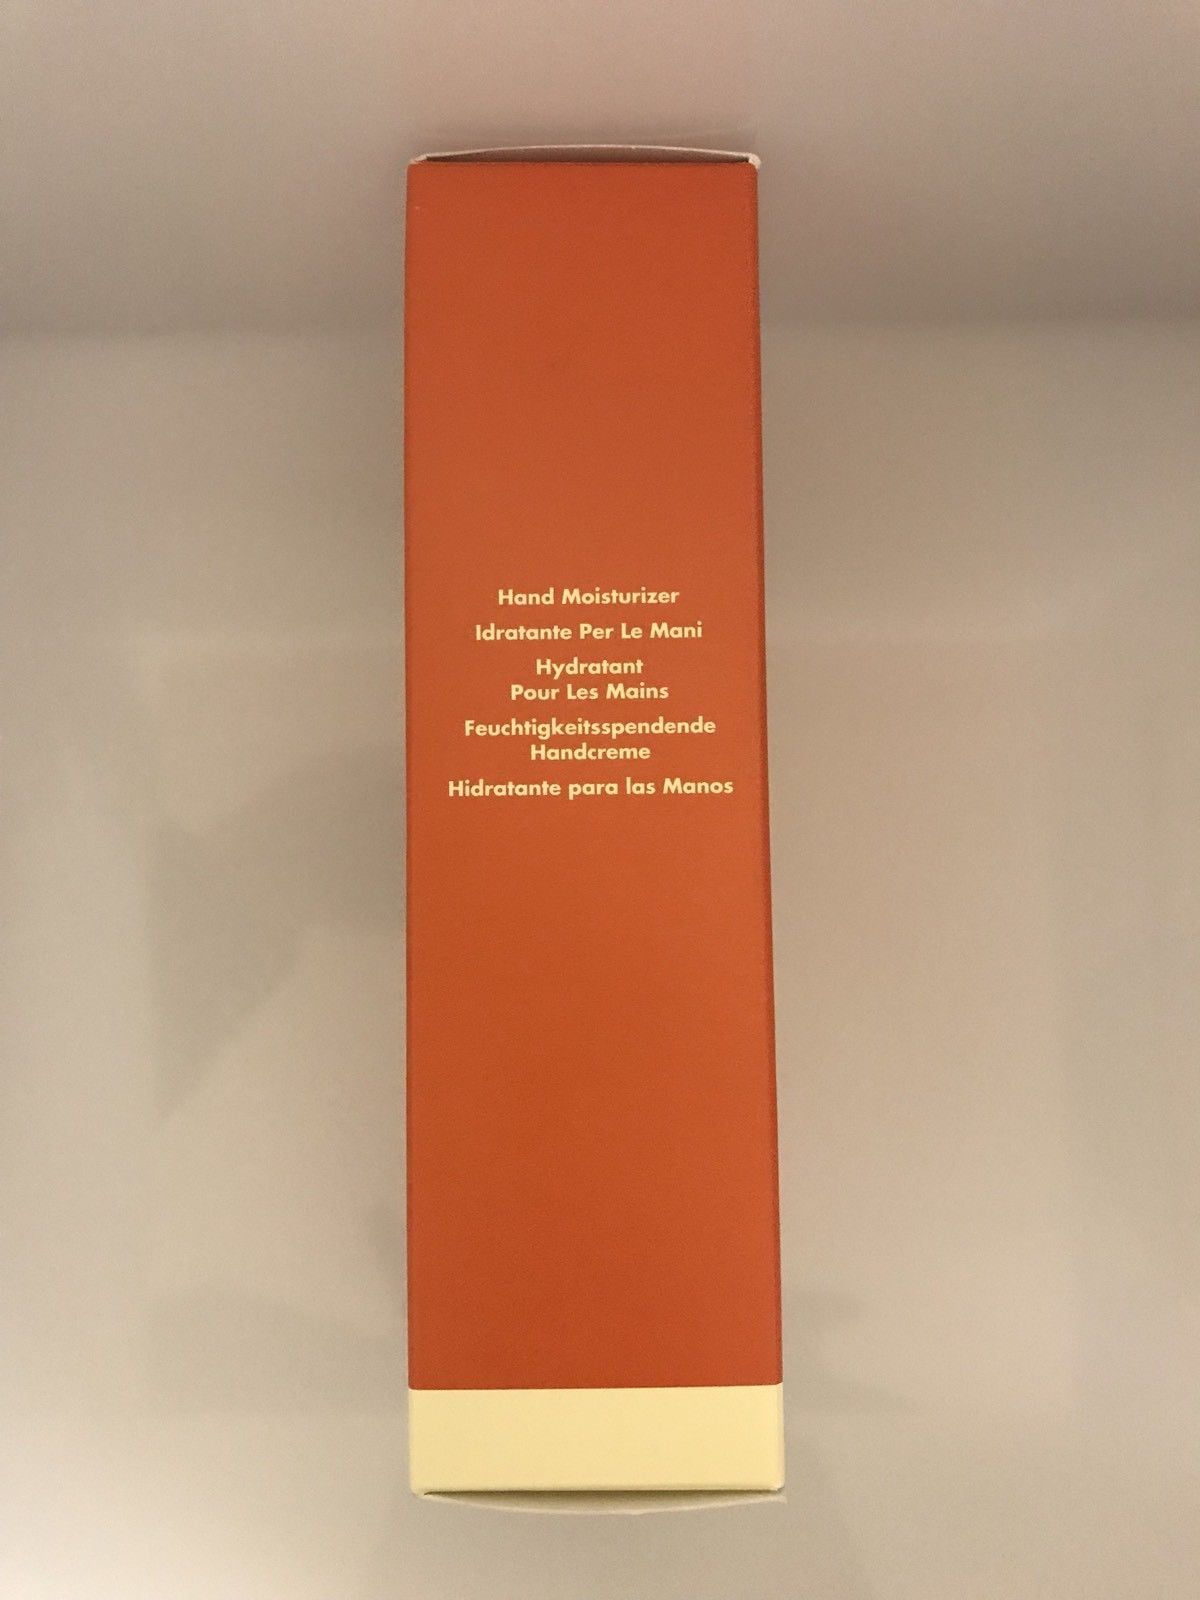 Hand Moisturizer
Idratante Per Le Mani
Hydratant
Pour Les Mains
Feuchtigkeitsspendende
Handcreme
Hidratante para las Manos